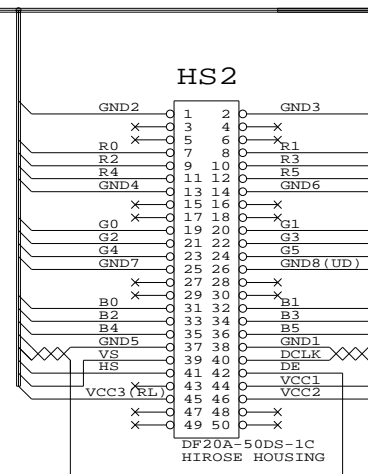 HS2
GND2 1 2 GND3
3 4
5 6
R0 7 8 R1
R2 9 10 R3
R4 11 12 R5
GND4 13 14 GND6
15 16
17 18
G0 19 20 G1
G2 21 22 G3
G4 23 24 G5
GND7 25 26 GND8(UD)
27 28
29 30
B0 31 32 B1
B2 33 34 B3
B4 35 36 B5
GND5 37 38 GND1
VS 39 40 DCLK
HS 41 42 DE
43 44 VCC1
VCC3(RL) 45 46 VCC2
47 48
49 50
DF20A-50DS-1C
HIROSE HOUSING